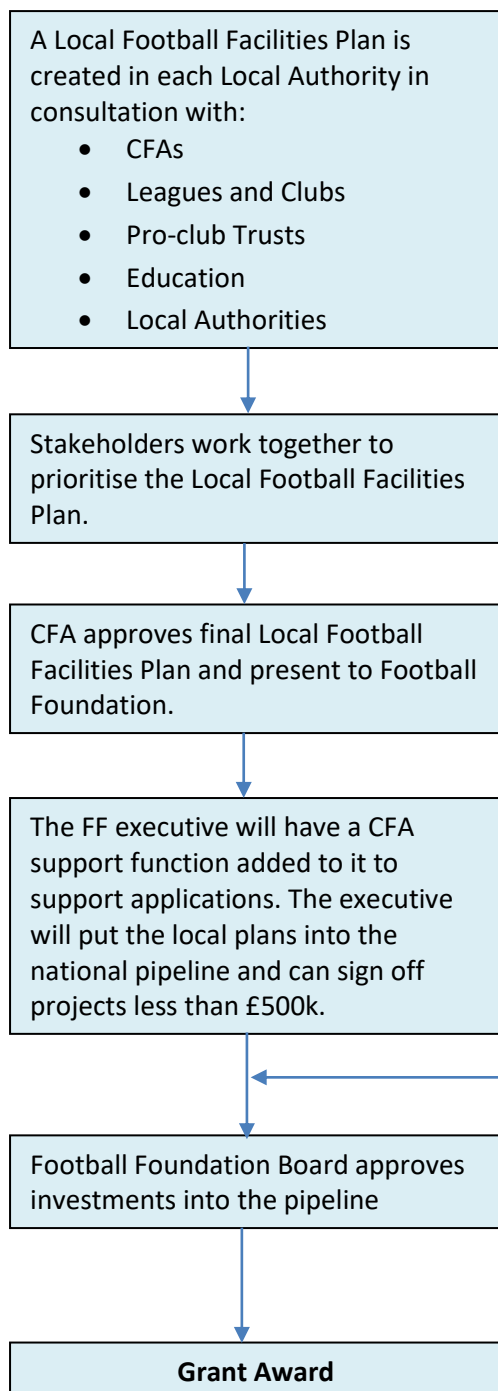 A Local Football Facilities Plan is
created in each Local Authority in
consultation with:
• CFAs
• Leagues and Clubs
• Pro-club Trusts
• Education
• Local Authorities
Stakeholders work together to
prioritise the Local Football Facilities
Plan.
CFA approves final Local Football
Facilities Plan and present to Football
Foundation.
The FF executive will have a CFA
support function added to it to
support applications. The executive
will put the local plans into the
national pipeline and can sign off
projects less than £500k.
Football Foundation Board approves
investments into the pipeline
Grant Award